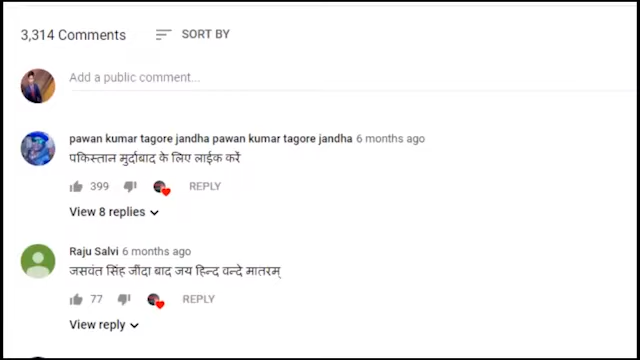 3,314 Comments SORT BY
Add a public comment...
pawan kumar tagore jandha pawan kumar tagore jandha 6 months ago
पकिस्तान मुर्दाबाद के लिए लाईक करें
399 REPLY
View 8 replies
Raju Salvi 6 months ago
जसवंत सिंह जींदा बाद जय हिन्द वन्दे मातरम्
77 REPLY
View reply